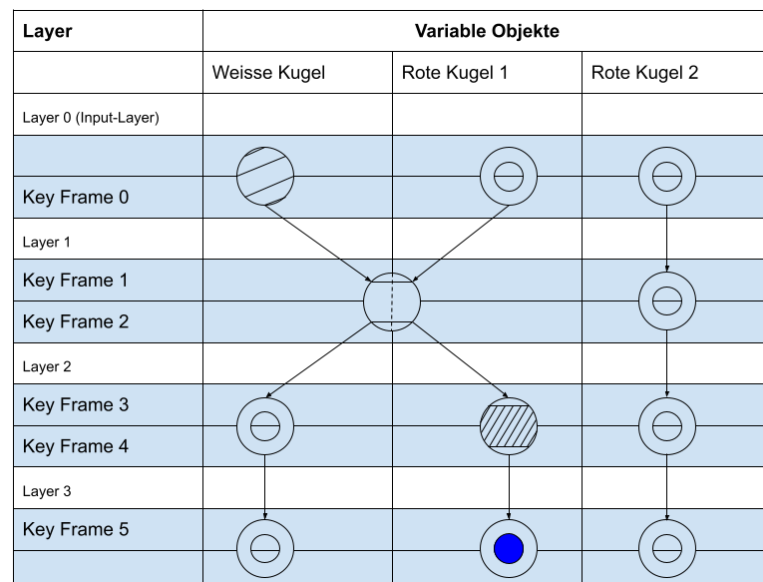 Layer Variable Objekte
Weisse Kugel Rote Kugel 1 Rote Kugel 2
Layer 0 (Input-Layer)
Key Frame 0
Layer 1
Key Frame 1
Key Frame 2
Layer 2
Key Frame 3
Key Frame 4
Layer 3
Key Frame 5